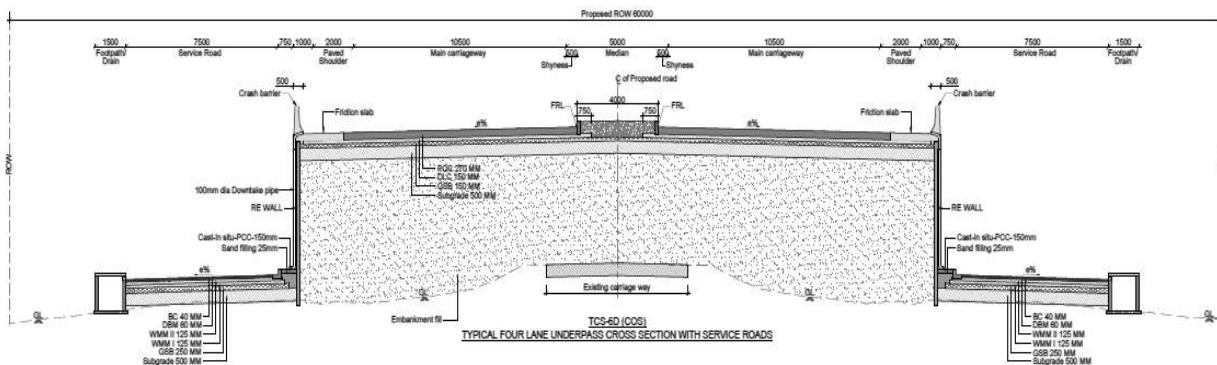 Proposed ROW 60000
1500 7500 750 1000 2000 10500 500 5000 500 10500 2000 1000 750 7500 1500
Footpath/ Drain
Service Road
Paved Shoulder
Main carriageway
Shyness
Median
Shyness
Main carriageway
Paved Shoulder
Service Road
Footpath/ Drain
C of Proposed road
500
Crash barrier
Friction slab
FRL
4000
750
750
FRL
Friction slab
500
Crash barrier
e%
e%
ROW
PQC 270 MM
DLC 150 MM
GSB 150 MM
Subgrade 500 MM
100mm dia Downtake pipe
RE WALL
RE WALL
Cast-In situ-PCC-150mm
Sand filling 25mm
Cast-In situ-PCC-150mm
Sand filling 25mm
e%
e%
Existing carriage way
GL
GL
GL
GL
Embankment fill
BC 40 MM
DBM 60 MM
WMM II 125 MM
WMM I 125 MM
GSB 250 MM
Subgrade 500 MM
BC 40 MM
DBM 60 MM
WMM II 125 MM
WMM I 125 MM
GSB 250 MM
Subgrade 500 MM
TCS-6D (COS)
TYPICAL FOUR LANE UNDERPASS CROSS SECTION WITH SERVICE ROADS